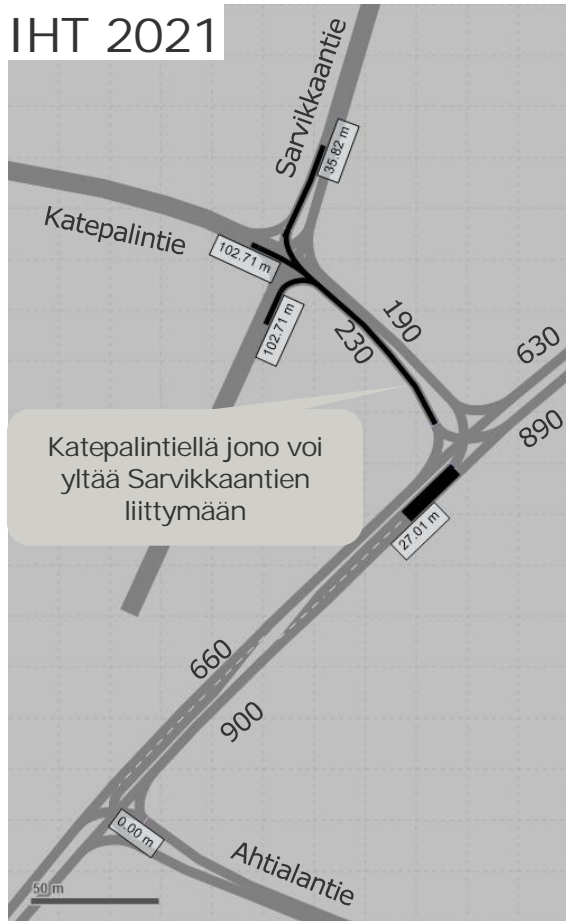 IHT 2021
Sarvikkaantie
35.82 m
Katepalintie
102.71 m
102.71 m
190
230
630
890
Katepalintiellä jono voi
yltää Sarvikkaantien
liittymään
27.01 m
660
900
0.00 m
Ahtialantie
50 m